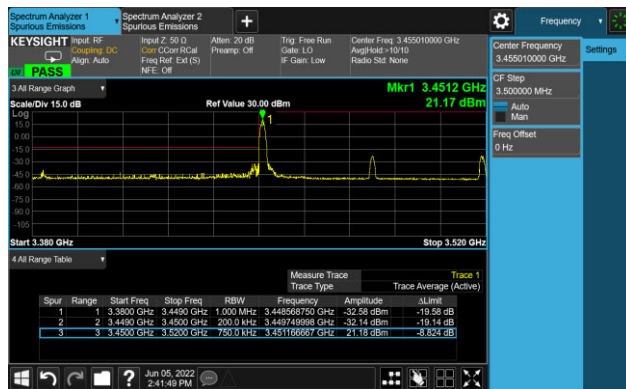 Spectrum Analyzer 1
Spurious Emissions
Spectrum Analyzer 2
Spurious Emissions
+
Frequency
KEYSIGHT
Input: RF
Coupling: DC
Align: Auto
Input Z: 50 Ω
Corr CCorr RCal
Freq Ref: Ext (S)
NFE: Off
Atten: 20 dB
Preamp: Off
Trig: Free Run
Gate: LO
IF Gain: Low
Center Freq: 3.455010000 GHz
Avg|Hold:>10/10
Radio Std: None
PASS
Center Frequency
3.455010000 GHz
Settings
CF Step
3.500000 MHz
Auto
Man
Freq Offset
0 Hz
3 All Range Graph
Mkr1 3.4512 GHz
21.17 dBm
Scale/Div 15.0 dB
Ref Value 30.00 dBm
Log
15.0
0.00
-15.0
-30.0
-45.0
-60.0
-75.0
-90.0
-105
1
Start 3.380 GHz
Stop 3.520 GHz
4 All Range Table
Measure Trace Trace 1
Trace Type Trace Average (Active)
Spur Range Start Freq Stop Freq RBW Frequency Amplitude ΔLimit
1 1 3.3800 GHz 3.4490 GHz 1.000 MHz 3.448568750 GHz -32.58 dBm -19.58 dB
2 2 3.4490 GHz 3.4500 GHz 200.0 kHz 3.449749998 GHz -32.14 dBm -19.14 dB
3 3 3.4500 GHz 3.5200 GHz 750.0 kHz 3.451166667 GHz 21.18 dBm -8.824 dB
?
Jun 05, 2022
2:41:49 PM